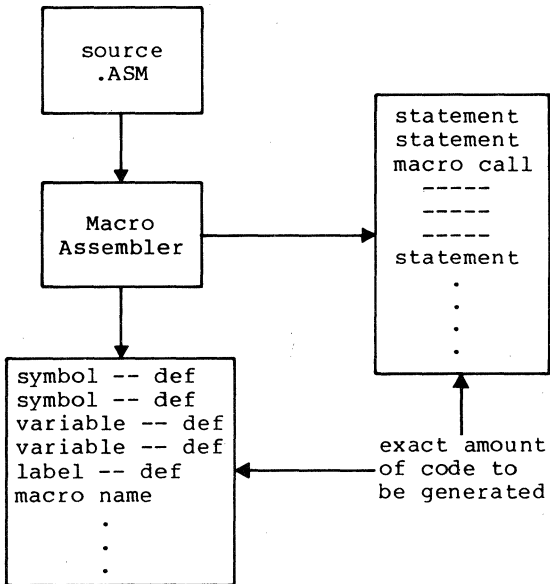 source
.ASM
Macro
Assembler
statement
statement
macro call
-----
-----
-----
statement
.
.
.
.
symbol -- def
symbol -- def
variable -- def
variable -- def
label -- def
macro name
.
.
.
exact amount
of code to
be generated